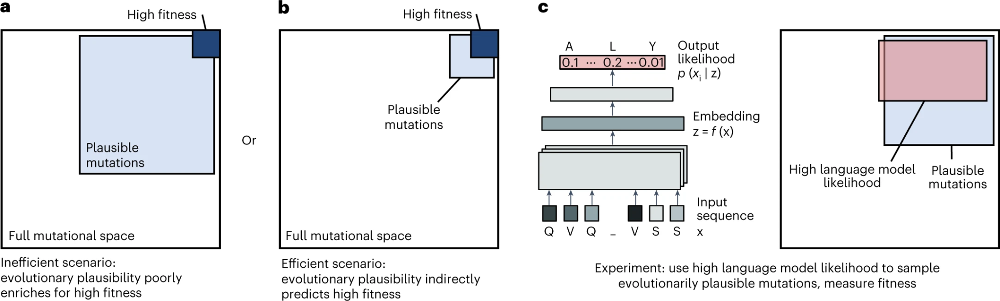 a
High fitness
Plausible
mutations
Full mutational space
Inefficient scenario:
evolutionary plausibility poorly
enriches for high fitness
Or
b
High fitness
Plausible
mutations
Full mutational space
Efficient scenario:
evolutionary plausibility indirectly
predicts high fitness
c
A L Y
0.1 ··· 0.2 ··· 0.01
Output
likelihood
p (xi | z)
Embedding
z = f (x)
Input
sequence
Q V Q _ V S S x
High language model
likelihood
Plausible
mutations
Experiment: use high language model likelihood to sample
evolutionarily plausible mutations, measure fitness